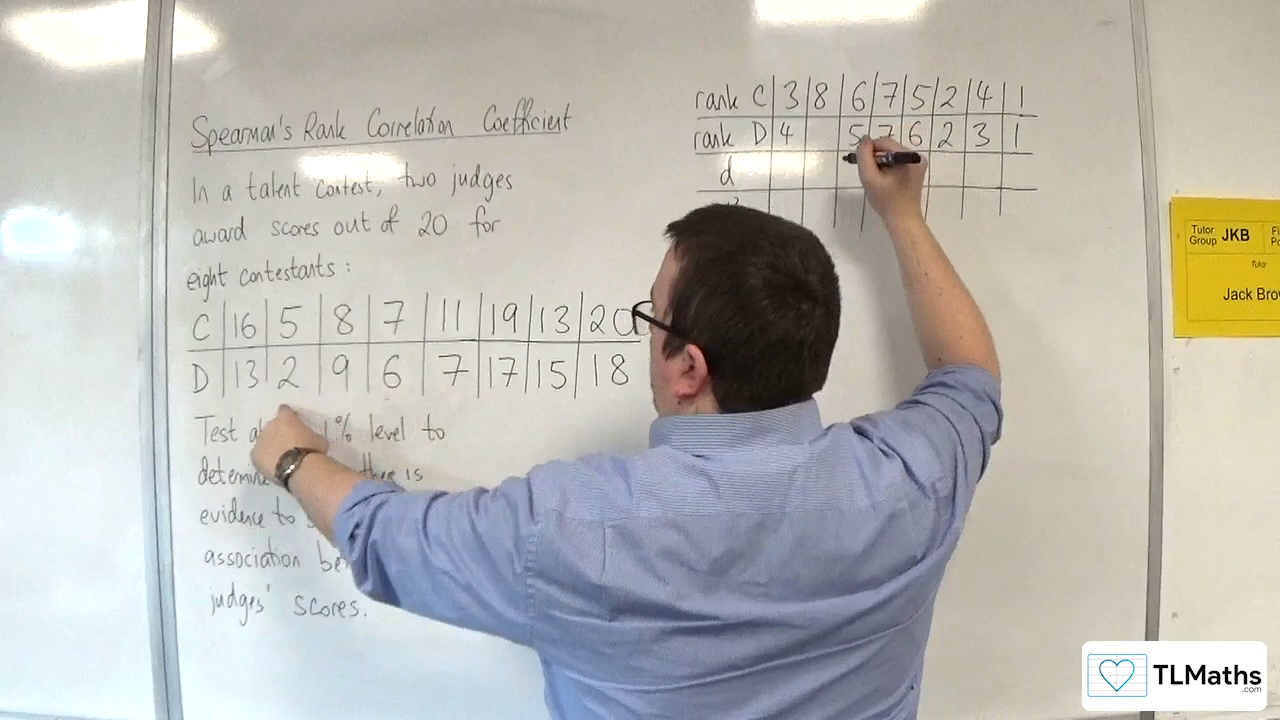 Spearman's Rank Correlation Coefficient
In a talent contest, two judges
award scores out of 20 for
eight contestants :
C 16 5 8 7 11 19 13 20
D 13 2 9 6 7 17 15 18
Test 1% level to
is
evidence to
association
judges' scores.
rank C 3 8 6 7 5 2 4 1
rank D 4 5 7 6 2 3 1
d
Tutor
Group JKB
Tutor
Jack
TLMaths
.com